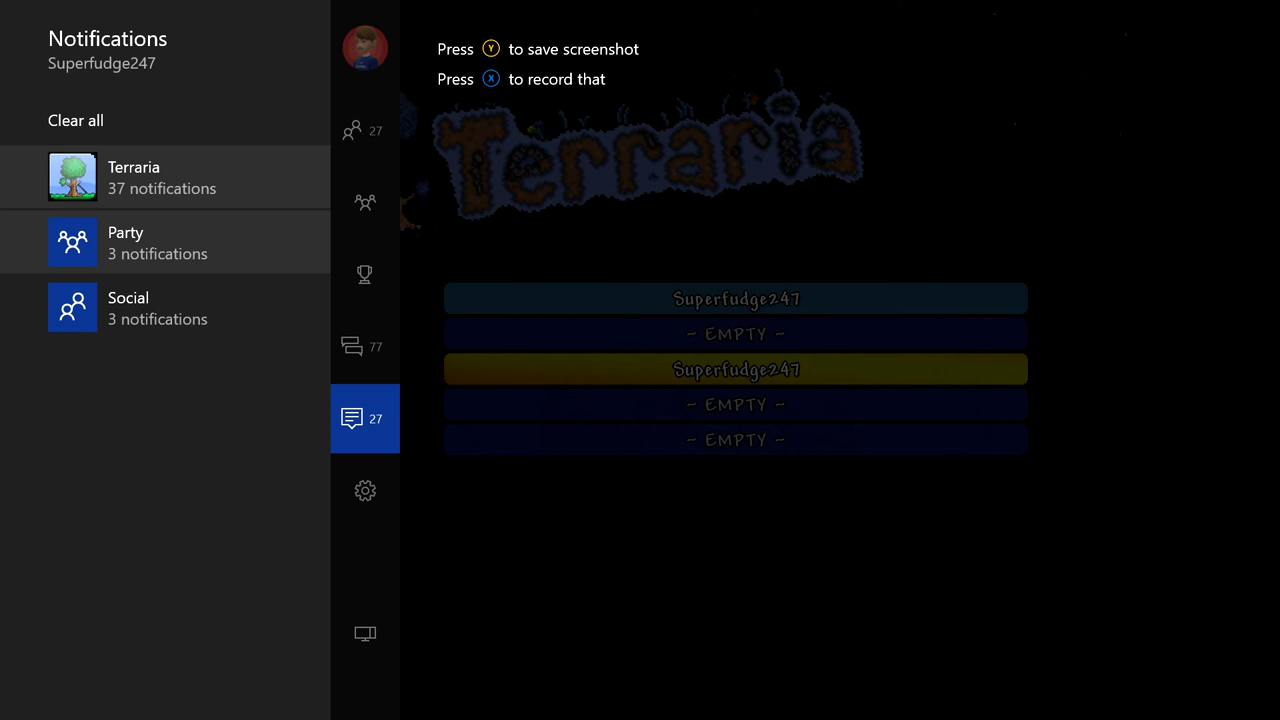 Notifications
Superfudge247
Clear all
Terraria
37 notifications
Party
3 notifications
Social
3 notifications
27
77
27
Press Y to save screenshot
Press X to record that
Terraria
Superfudge247
~ EMPTY ~
Superfudge247
~ EMPTY ~
~ EMPTY ~